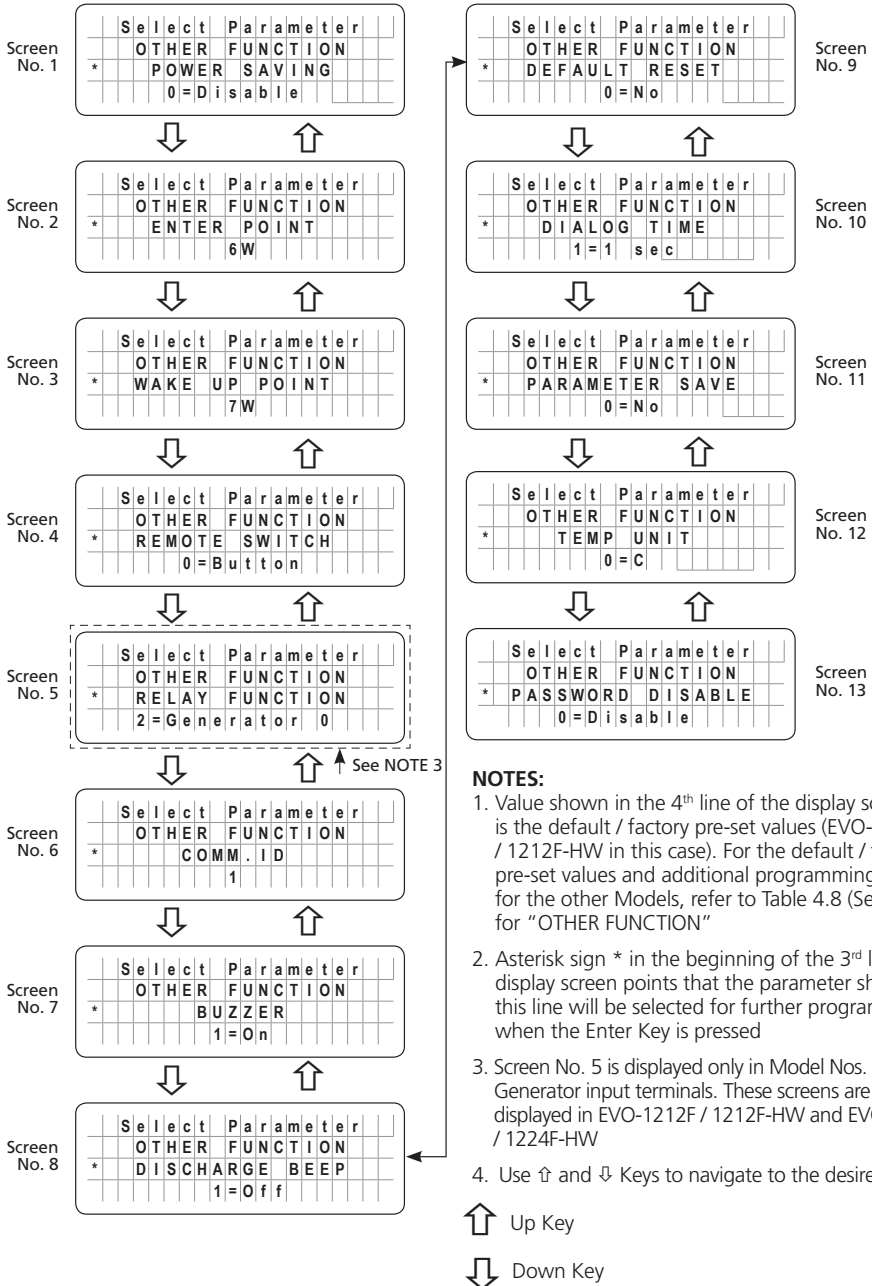 Screen No. 1
Select Parameter
OTHER FUNCTION
* POWER SAVING
0=Disable
Screen No. 2
Select Parameter
OTHER FUNCTION
* ENTER POINT
6W
Screen No. 3
Select Parameter
OTHER FUNCTION
* WAKE UP POINT
7W
Screen No. 4
Select Parameter
OTHER FUNCTION
* REMOTE SWITCH
0=Button
Screen No. 5
Select Parameter
OTHER FUNCTION
* RELAY FUNCTION
2=Generator 0
See NOTE 3
Screen No. 6
Select Parameter
OTHER FUNCTION
* COMM.ID
1
Screen No. 7
Select Parameter
OTHER FUNCTION
* BUZZER
1=On
Screen No. 8
Select Parameter
OTHER FUNCTION
* DISCHARGE BEEP
1=Off
Screen No. 9
Select Parameter
OTHER FUNCTION
* DEFAULT RESET
0=No
Screen No. 10
Select Parameter
OTHER FUNCTION
* DIALOG TIME
1=1 sec
Screen No. 11
Select Parameter
OTHER FUNCTION
* PARAMETER SAVE
0=No
Screen No. 12
Select Parameter
OTHER FUNCTION
* TEMP UNIT
0=C
Screen No. 13
Select Parameter
OTHER FUNCTION
* PASSWORD DISABLE
0=Disable
NOTES:
1. Value shown in the 4th line of the display
is the default / factory pre-set values (EVO-
/ 1212F-HW in this case). For the default /
pre-set values and additional programming
for the other Models, refer to Table 4.8
for "OTHER FUNCTION"
2. Asterisk sign * in the beginning of the 3rd
display screen points that the parameter
this line will be selected for further
when the Enter Key is pressed
3. Screen No. 5 is displayed only in Model Nos.
Generator input terminals. These screens are
displayed in EVO-1212F / 1212F-HW and
/ 1224F-HW
4. Use ⇧ and ⇩ Keys to navigate to the
⇧ Up Key
⇩ Down Key